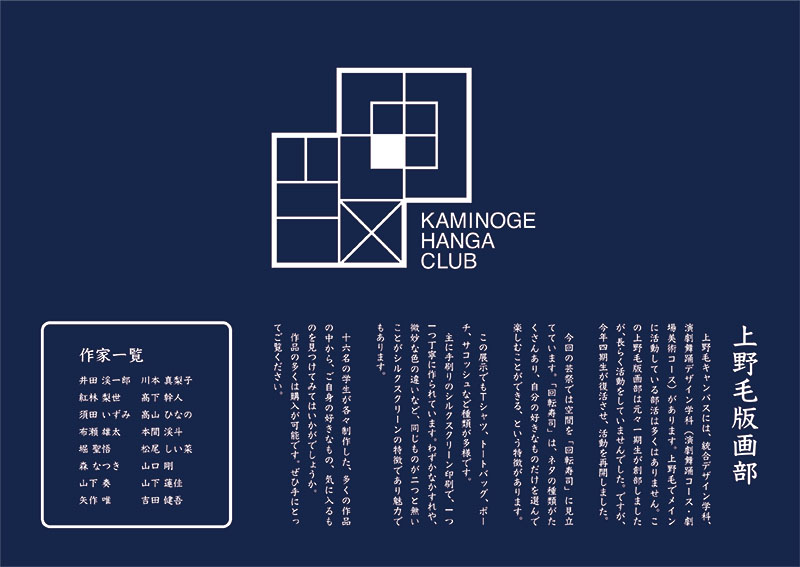 KAMINOGE
HANGA
CLUB
上野毛版画部
上野毛キャンパスには、統合デザイン学科、
演劇舞踊デザイン学科（演劇舞踊コース・劇
場美術コース）があります。上野毛でメイン
に活動している部活は多くはありません。こ
の上野毛版画部は元々一期生が創部しました
が、長らく活動をしていませんでした。ですが、
今年四期生が復活させ、活動を再開しました。
今回の芸祭では空間を「回転寿司」に見立
てています。「回転寿司」は、ネタの種類がた
くさんあり、自分の好きなものだけを選んで
楽しむことができる、という特徴があります。
この展示でもTシャツ、トートバッグ、ポー
チ、サコッシュなど種類が多様です。
主に手刷りのシルクスクリーン印刷で、一つ
一つ丁寧に作られています。わずかなかすれや、
微妙な色の違いなど、同じものが二つと無い
ことがシルクスクリーンの特徴であり魅力で
もあります。
十六名の学生が各々制作した、多くの作品
の中から、ご自身の好きなもの、気に入るも
のを見つけてみてはいかがでしょうか。
作品の多くは購入が可能です。ぜひ手にとっ
てご覧ください。
作家一覧
井田 渓一郎 川本 真梨子
紅林 梨世 高下 幹人
須田 いずみ 高山 ひなの
布瀬 雄太 本間 渓斗
堀 聖悟 松尾 しい菜
森 なつき 山口 剛
山下 奏 山下 蓮佳
矢作 唯 吉田 健吾